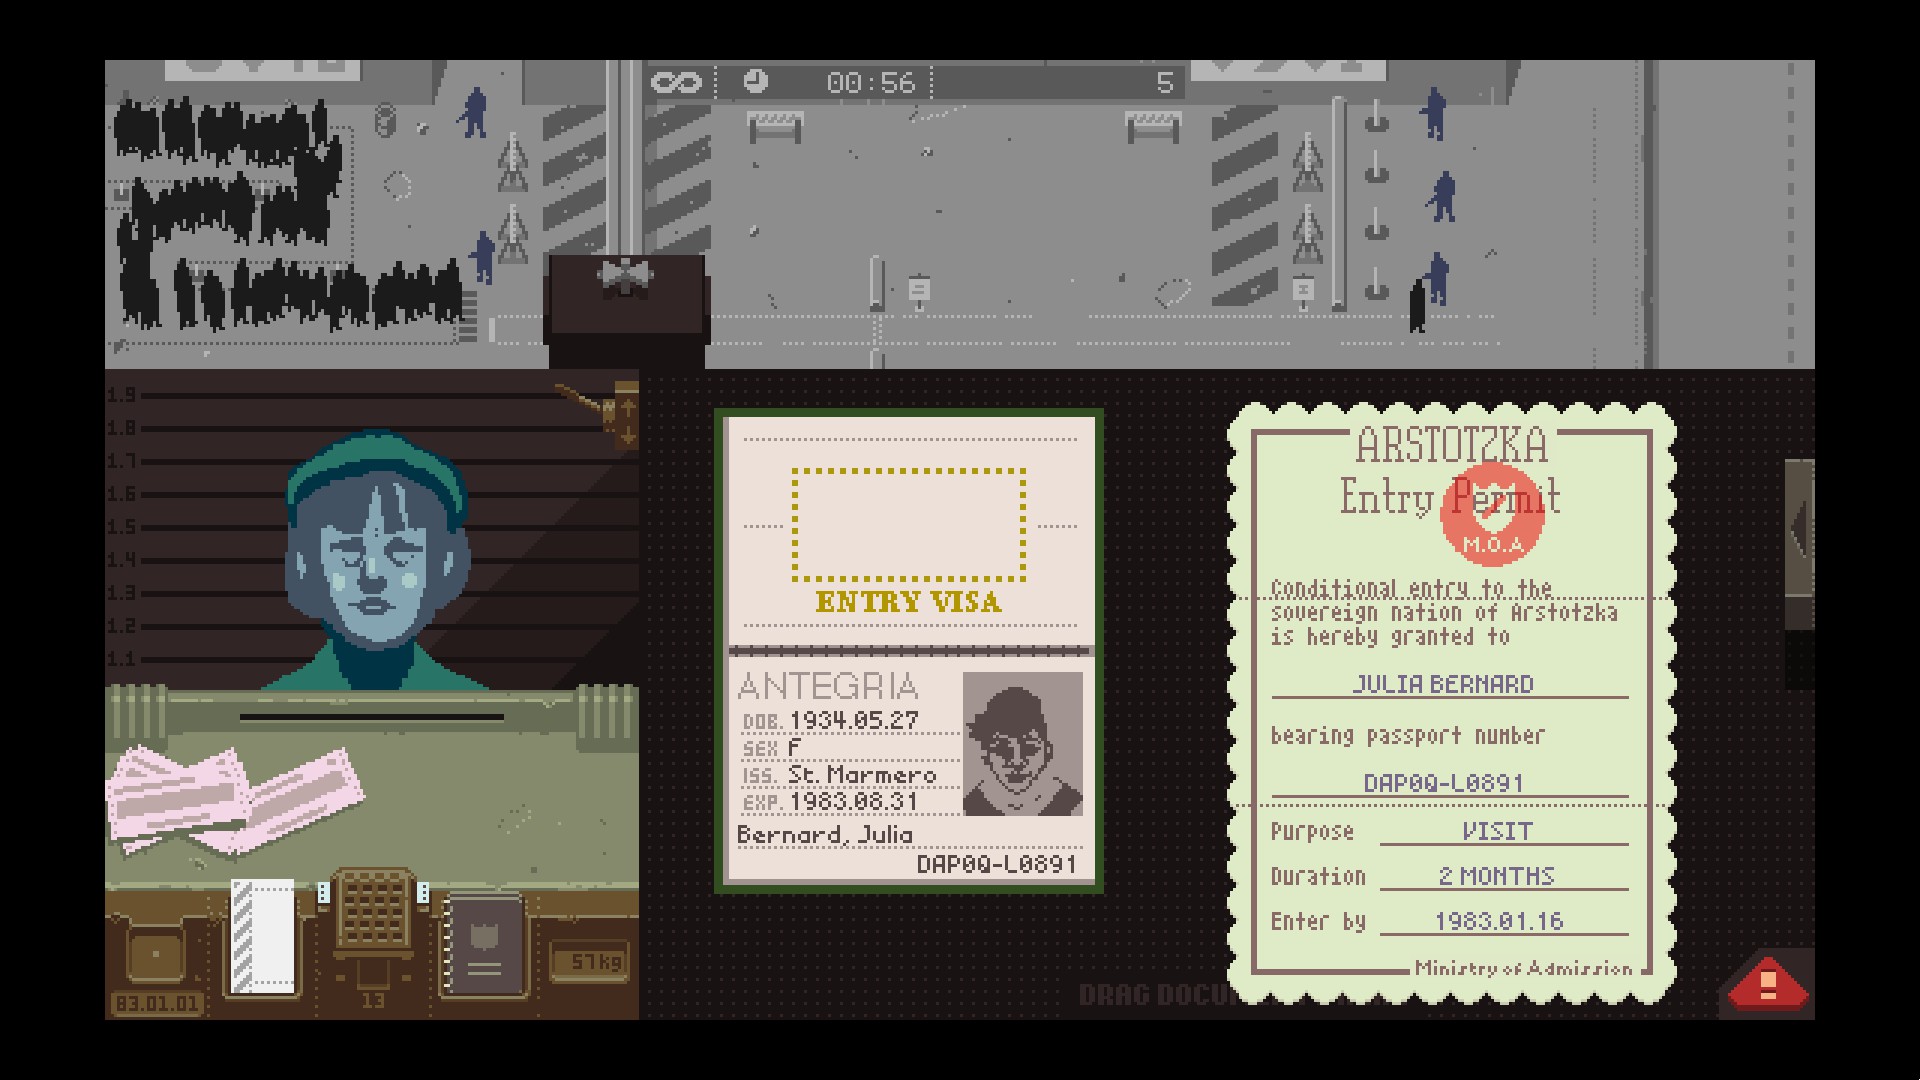 00:56
5
1.9
1.8
1.7
1.6
1.5
1.4
1.3
1.2
1.1
ENTRY VISA
ANTEGRIA
DOB. 1934.05.27
SEX F
ISS. St. Marmero
EXP. 1983.08.31
Bernard, Julia
DAP0Q-L0891
ARSTOTZKA
Entry Permit
M.O.A
Conditional entry to the
sovereign nation of Arstotzka
is hereby granted to
JULIA BERNARD
bearing passport number
DAP0Q-L0891
Purpose VISIT
Duration 2 MONTHS
Enter by 1983.01.16
Ministry of Admission
83.01.01
13
57kg
DRAG DOCU